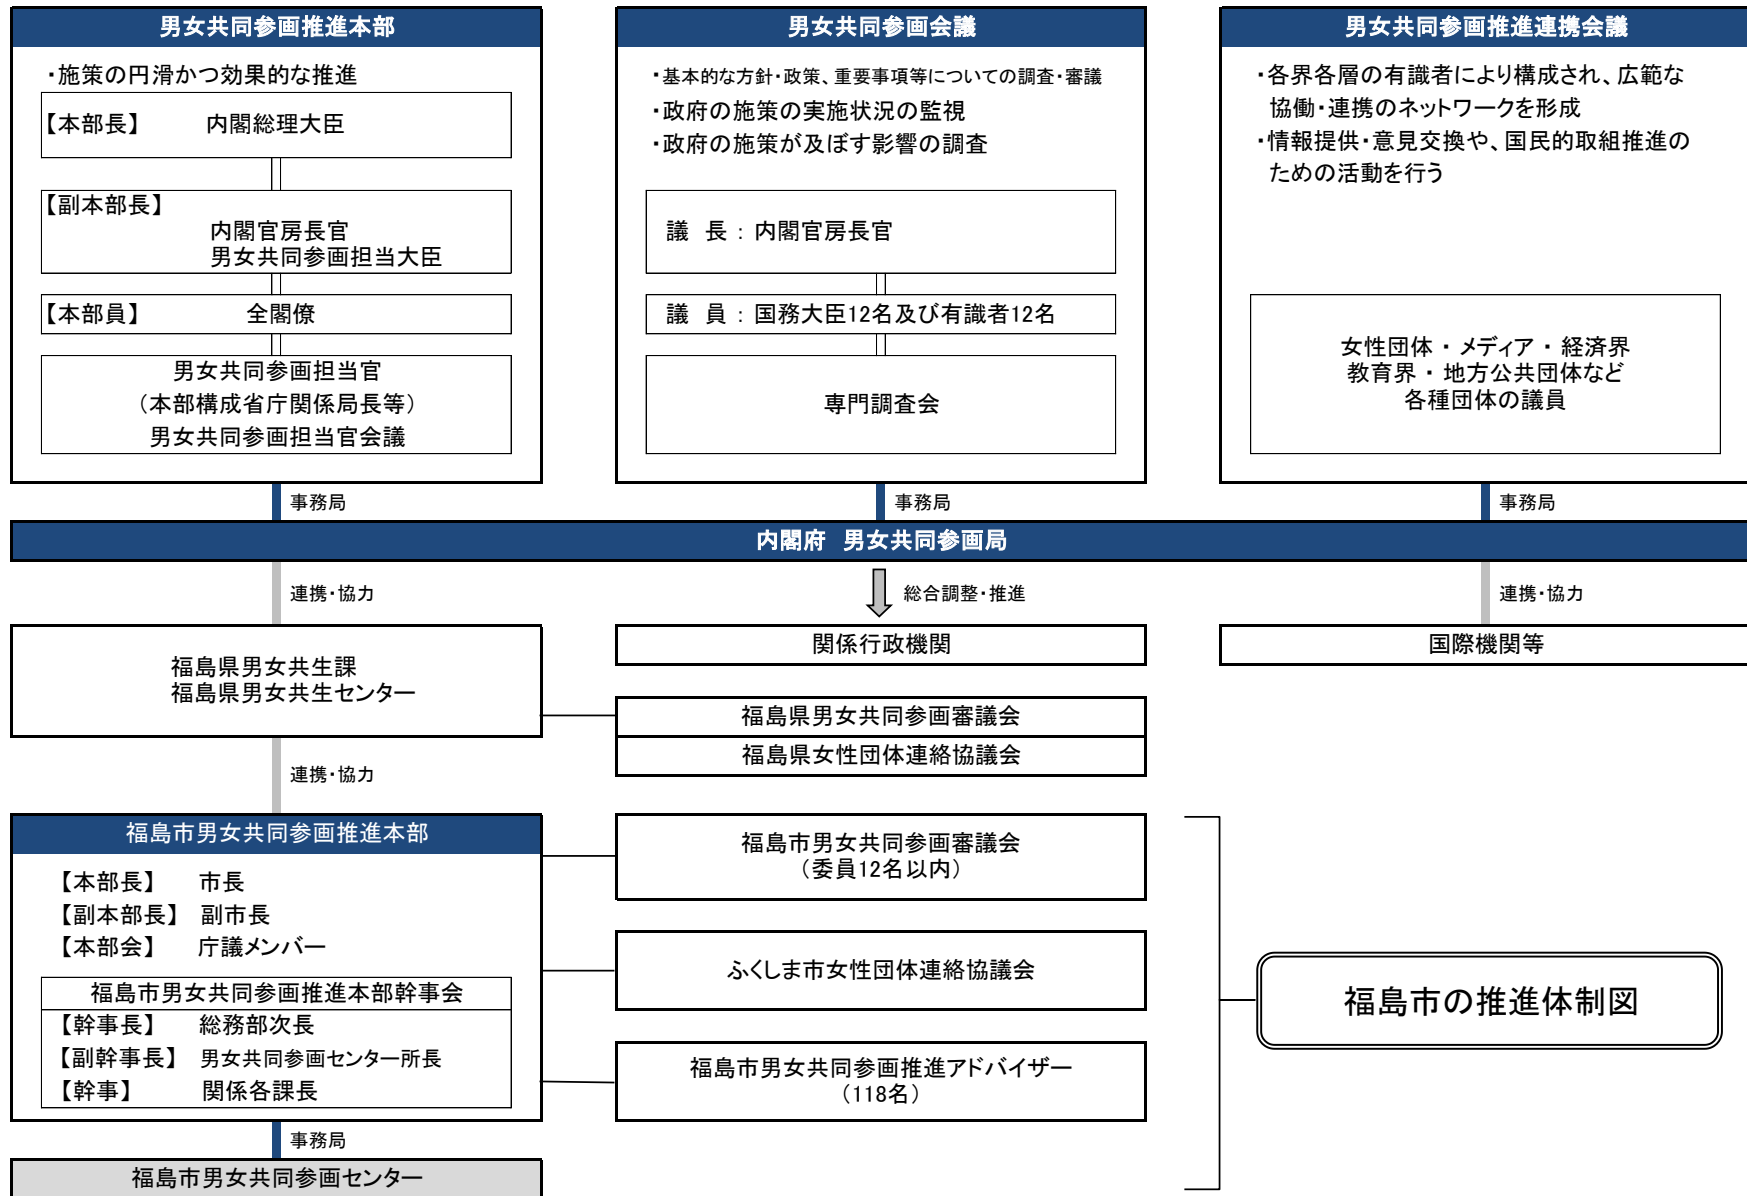 男女共同参画推進本部
・施策の円滑かつ効果的な推進
【本部長】 内閣総理大臣
【副本部長】
内閣官房長官
男女共同参画担当大臣
【本部員】 全閣僚
男女共同参画担当官
（本部構成省庁関係局長等）
男女共同参画担当官会議
事務局
男女共同参画会議
・基本的な方針・政策、重要事項等についての調査・審議
・政府の施策の実施状況の監視
・政府の施策が及ぼす影響の調査
議 長 ： 内閣官房長官
議 員 ： 国務大臣12名及び有識者12名
専門調査会
事務局
男女共同参画推進連携会議
・各界各層の有識者により構成され、広範な
協働・連携のネットワークを形成
・情報提供・意見交換や、国民的取組推進の
ための活動を行う
女性団体 ・ メディア ・ 経済界
教育界 ・ 地方公共団体など
各種団体の議員
事務局
内閣府 男女共同参画局
連携・協力
総合調整・推進
連携・協力
福島県男女共生課
福島県男女共生センター
関係行政機関
国際機関等
福島県男女共同参画審議会
福島県女性団体連絡協議会
連携・協力
福島市男女共同参画推進本部
【本部長】 市長
【副本部長】 副市長
【本部会】 庁議メンバー
福島市男女共同参画推進本部幹事会
【幹事長】 総務部次長
【副幹事長】 男女共同参画センター所長
【幹事】 関係各課長
事務局
福島市男女共同参画センター
福島市男女共同参画審議会
（委員12名以内）
ふくしま市女性団体連絡協議会
福島市男女共同参画推進アドバイザー
（118名）
福島市の推進体制図